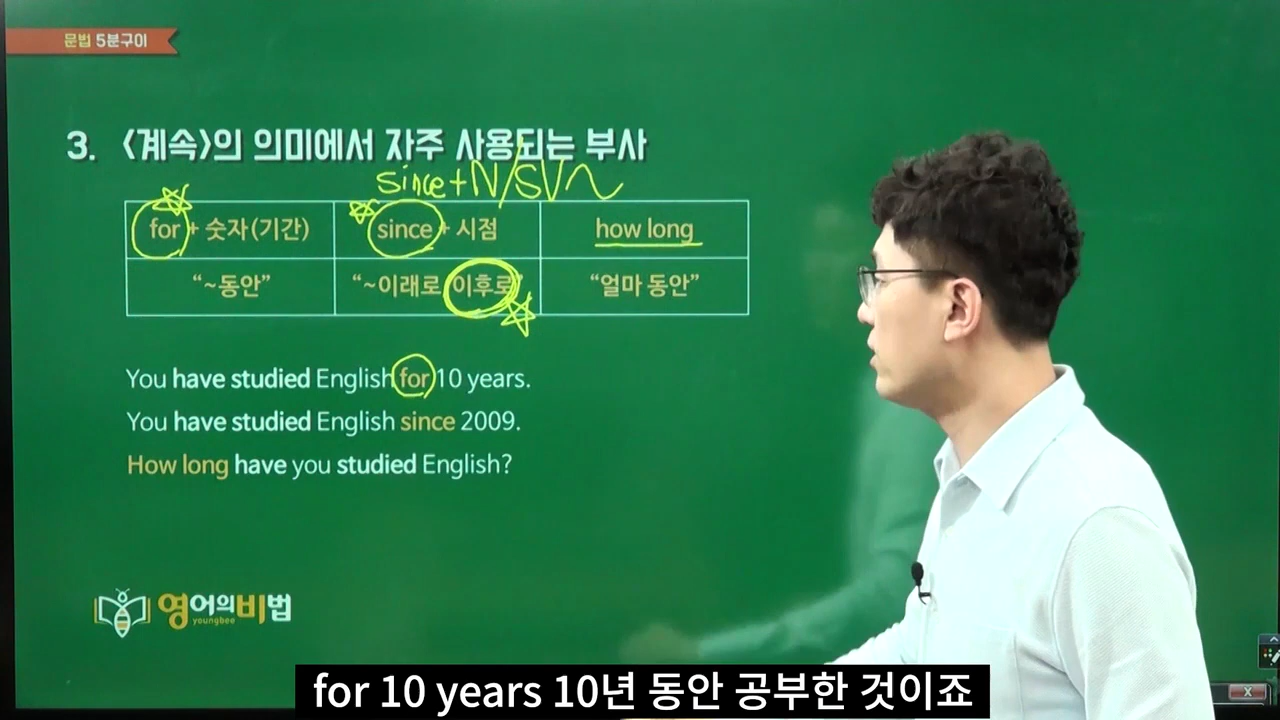 문법 5분구이
3. <계속>의 의미에서 자주 사용되는 부사
since+N/SV~
for + 숫자(기간) since + 시점 how long
“~동안” “~이래로 이후로” “얼마 동안”
You have studied English for 10 years.
You have studied English since 2009.
How long have you studied English?
영어의비법
youngbee
X
for 10 years 10년 동안 공부한 것이죠